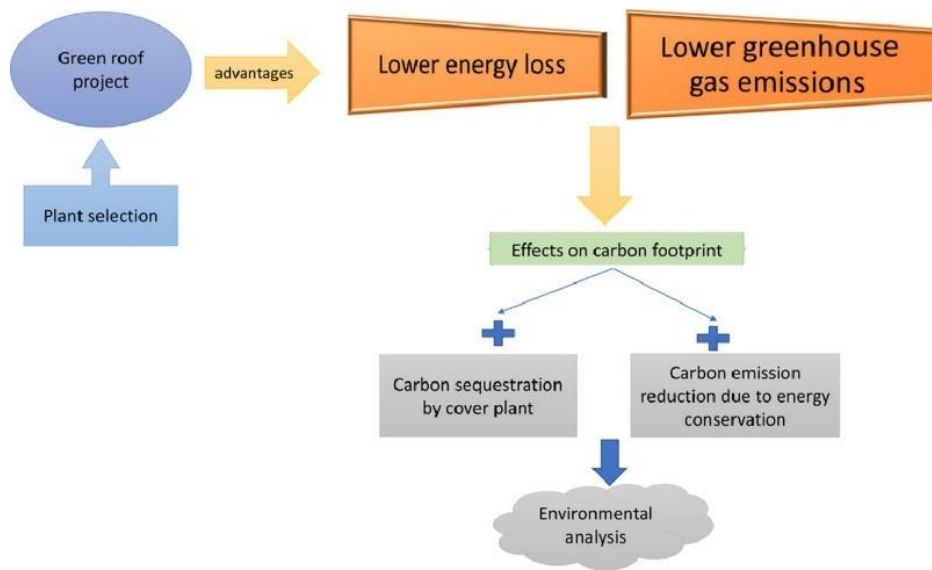 Green roof
project
advantages
Lower energy loss
Lower greenhouse
gas emissions
Plant selection
Effects on carbon footprint
Carbon sequestration
by cover plant
Carbon emission
reduction due to energy
conservation
Environmental
analysis